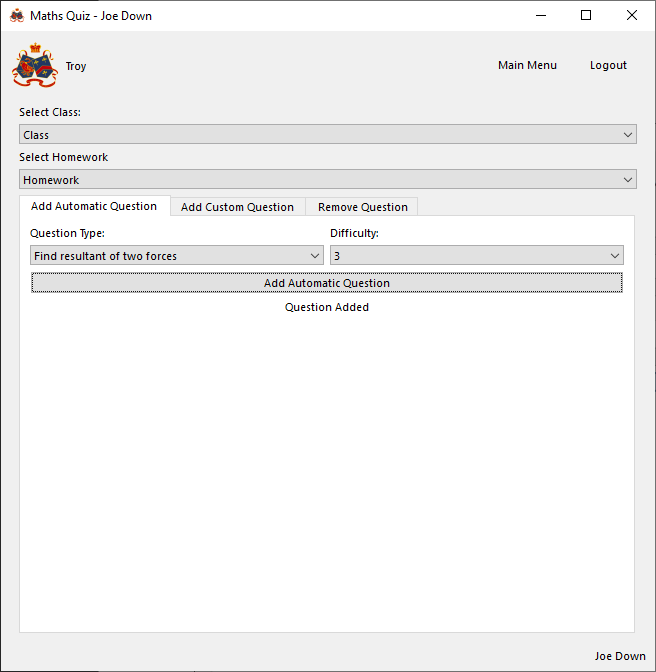 Maths Quiz - Joe Down
Troy
Main Menu Logout
Select Class:
Class
Select Homework
Homework
Add Automatic Question Add Custom Question Remove Question
Question Type: Difficulty:
Find resultant of two forces 3
Add Automatic Question
Question Added
Joe Down